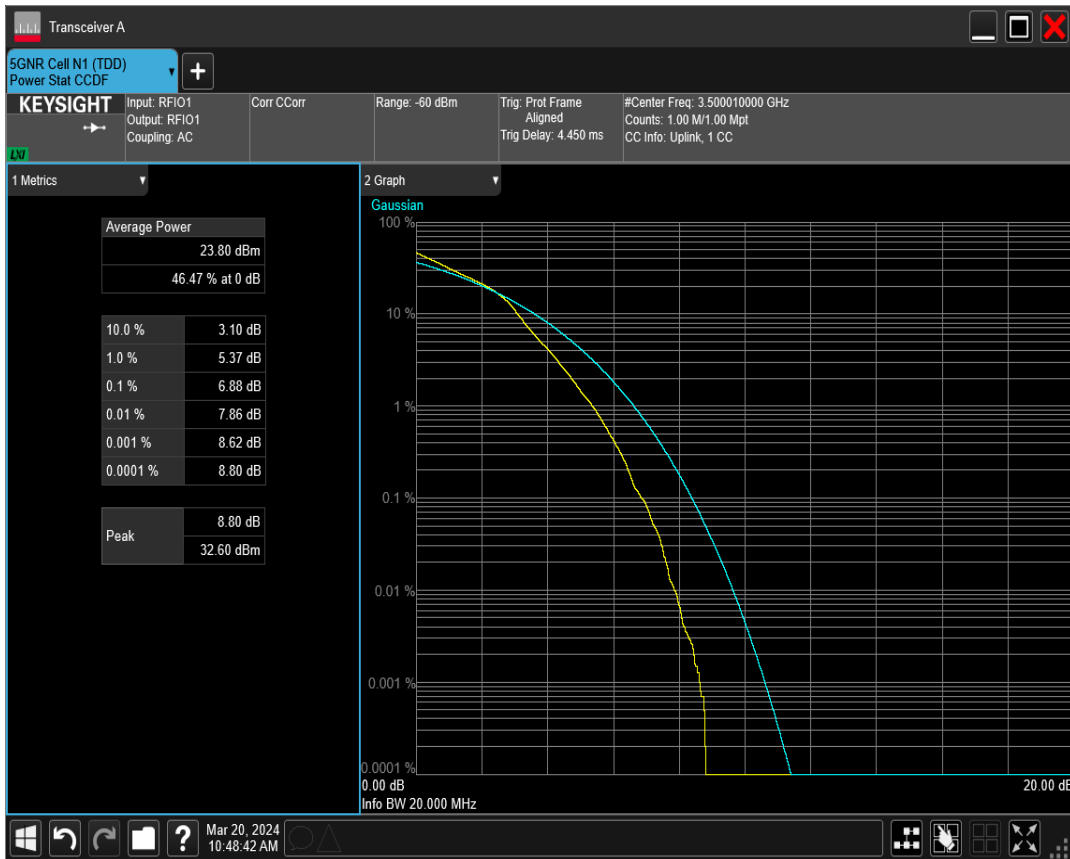 Transceiver A
5GNR Cell N1 (TDD)
Power Stat CCDF
+
KEYSIGHT
LXI
Input: RFIO1
Output: RFIO1
Coupling: AC
Corr CCorr
Range: -60 dBm
Trig: Prot Frame
Aligned
Trig Delay: 4.450 ms
#Center Freq: 3.500010000 GHz
Counts: 1.00 M/1.00 Mpt
CC Info: Uplink, 1 CC
1 Metrics
Average Power
23.80 dBm
46.47 % at 0 dB
10.0 % 3.10 dB
1.0 % 5.37 dB
0.1 % 6.88 dB
0.01 % 7.86 dB
0.001 % 8.62 dB
0.0001 % 8.80 dB
Peak
8.80 dB
32.60 dBm
2 Graph
Gaussian
100 %
10 %
1 %
0.1 %
0.01 %
0.001 %
0.0001 %
0.00 dB 20.00 dB
Info BW 20.000 MHz
?
Mar 20, 2024
10:48:42 AM